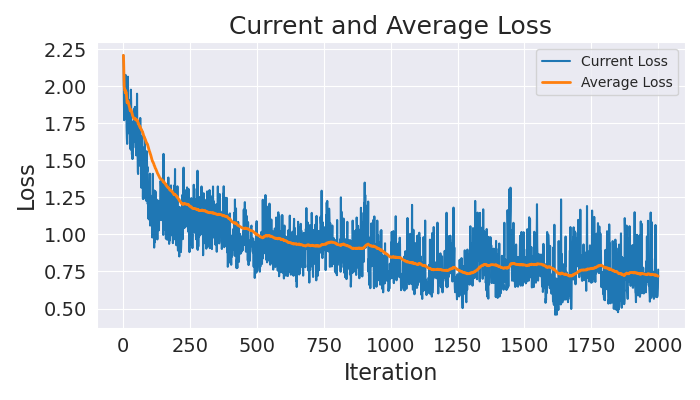 Current and Average Loss
2.25
2.00
1.75
1.50
1.25
1.00
0.75
0.50
Loss
Current Loss
Average Loss
0 250 500 750 1000 1250 1500 1750 2000
Iteration